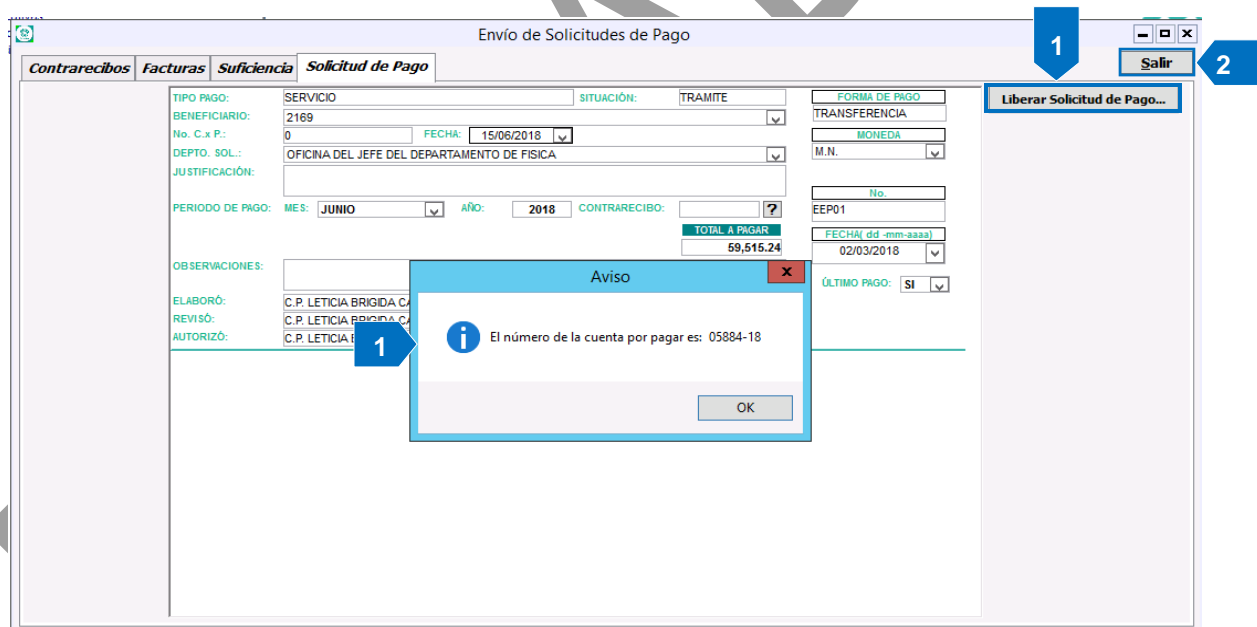 Envío de Solicitudes de Pago
1
Contrarecibos Facturas Suficiencia Solicitud de Pago
Salir
2
TIPO PAGO: SERVICIO SITUACIÓN: TRAMITE FORMA DE PAGO
Liberar Solicitud de Pago...
BENEFICIARIO: 2169 TRANSFERENCIA
No. C.x P.: 0 FECHA: 15/06/2018 MONEDA
DEPTO. SOL.: OFICINA DEL JEFE DEL DEPARTAMENTO DE FISICA M.N.
JUSTIFICACIÓN:
No.
PERIODO DE PAGO: MES: JUNIO AÑO: 2018 CONTRARECIBO: ? EEP01
TOTAL A PAGAR FECHA( dd -mm-aaaa)
59,515.24 02/03/2018
OBSERVACIONES:
Aviso x
ÚLTIMO PAGO: SI
ELABORÓ: C.P. LETICIA BRIGIDA CA
REVISÓ: C.P. LETICIA BRIGIDA CA
AUTORIZÓ: C.P. LETICIA
1
El número de la cuenta por pagar es: 05884-18
OK